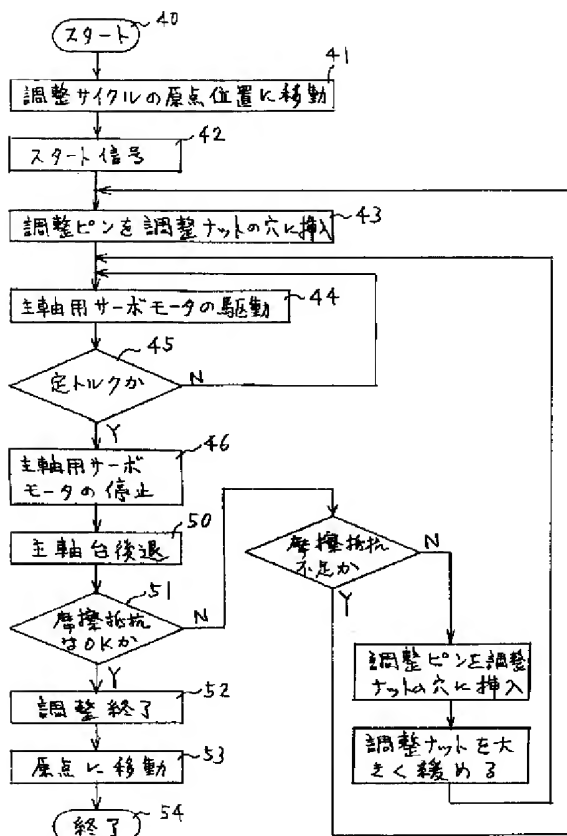 スタート
40
調整サイクルの原点位置に移動
41
スタート信号
42
調整ピンを調整ナットの穴に挿入
43
主軸用サーボモータの駆動
44
定トルクか
45
N
Y
主軸用サーボ
モータの停止
46
主軸台後退
50
摩擦抵抗
はOKか
51
N
Y
摩擦抵抗
不足か
N
Y
調整ピンを調整
ナットの穴に挿入
調整ナットを大
きく緩める
調整終了
52
原点に移動
53
終了
54